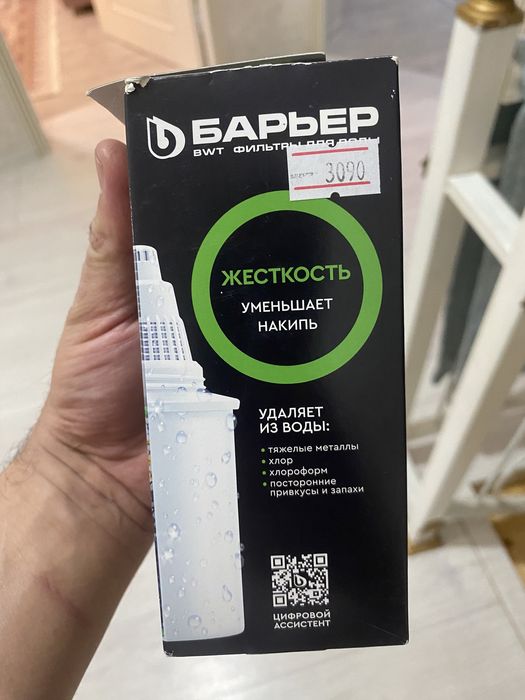 БАРЬЕР
BWT ФИЛЬТРЫ ДЛЯ ВОДЫ
3090
ЖЕСТКОСТЬ
УМЕНЬШАЕТ
НАКИПЬ
УДАЛЯЕТ
ИЗ ВОДЫ:
• тяжелые металлы
• хлор
• хлороформ
• посторонние
привкусы и запахи
ЦИФРОВОЙ
АССИСТЕНТ